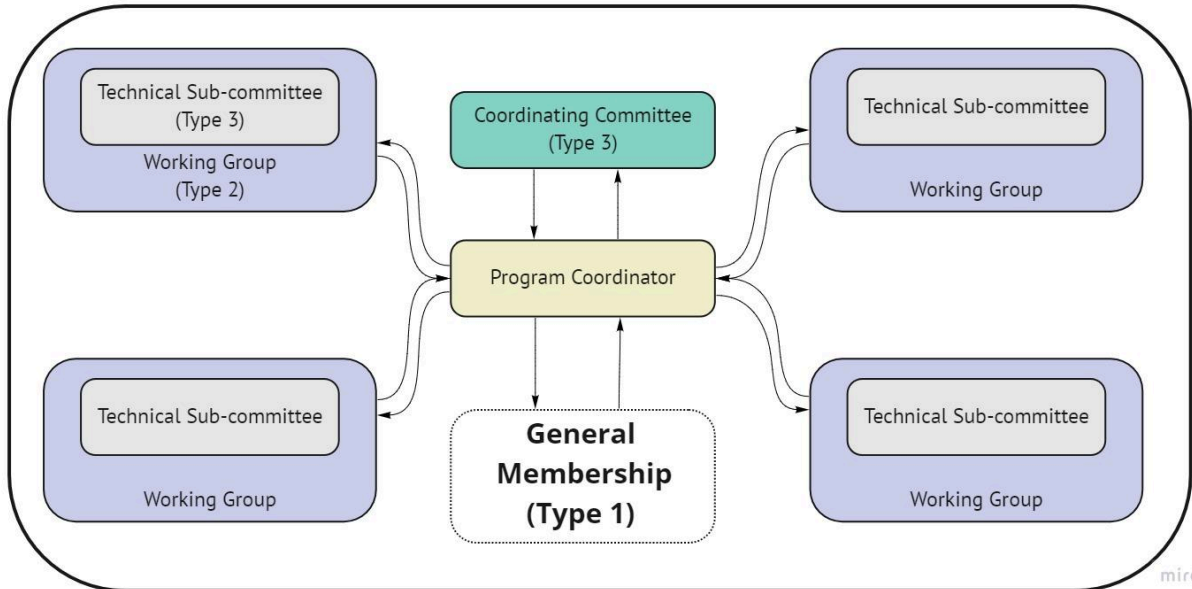 Technical Sub-committee
(Type 3)
Working Group
(Type 2)
Coordinating Committee
(Type 3)
Technical Sub-committee
Working Group
Program Coordinator
Technical Sub-committee
Working Group
General
Membership
(Type 1)
Technical Sub-committee
Working Group